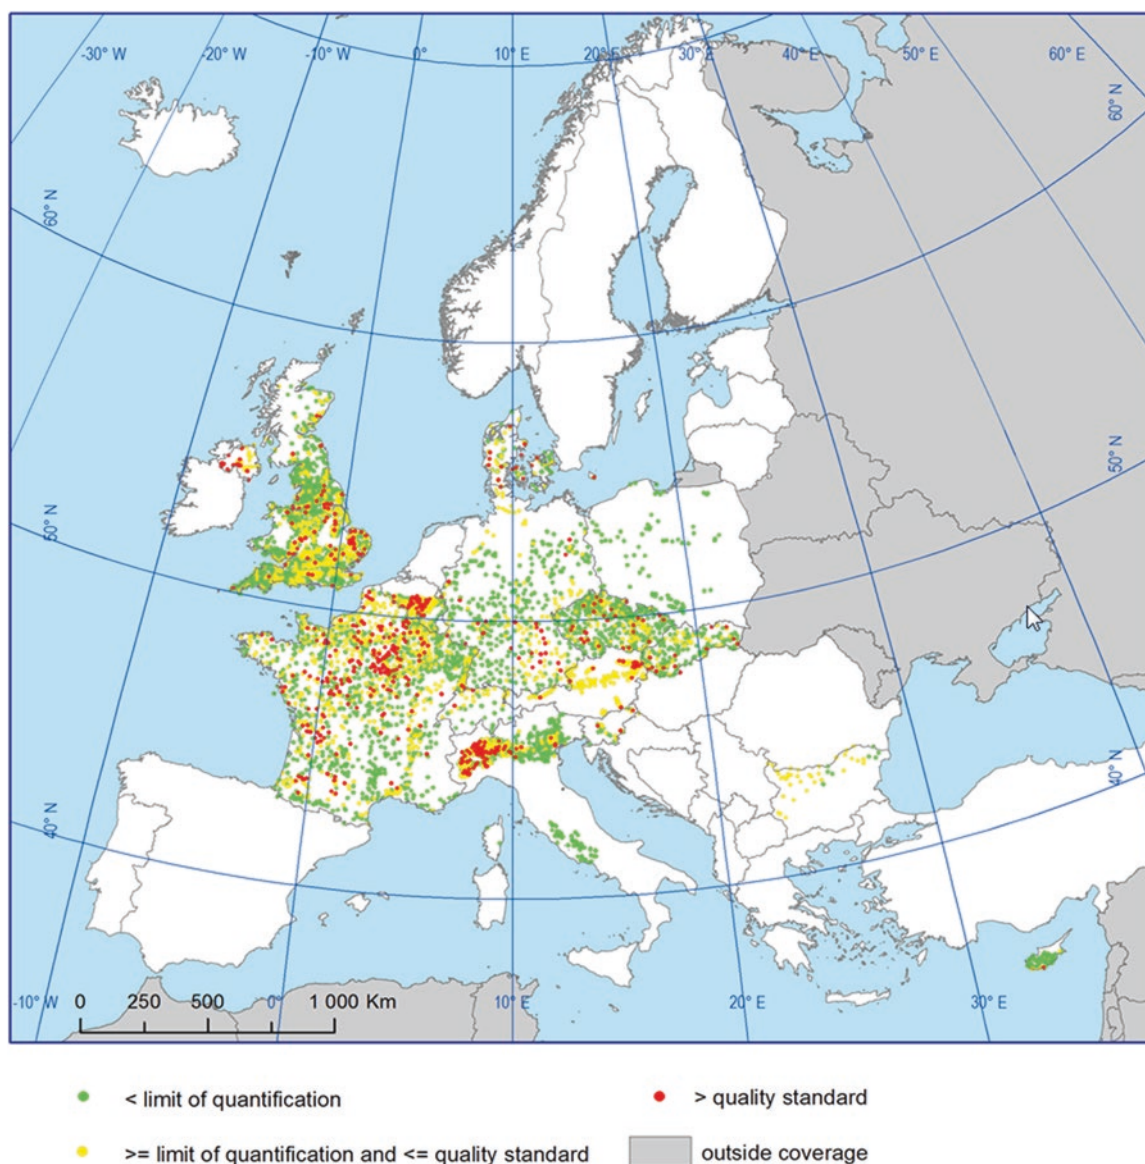 -30° W -20° W -10° W 0° 10° E 20° E 30° E 40° E 50° E 60° E
60° N
60° N
50° N
50° N
40° N
40° N
-10° W 0° 10° E 20° E 30° E
0 250 500 1 000 Km
< limit of quantification
> quality standard
>= limit of quantification and <= quality standard
outside coverage